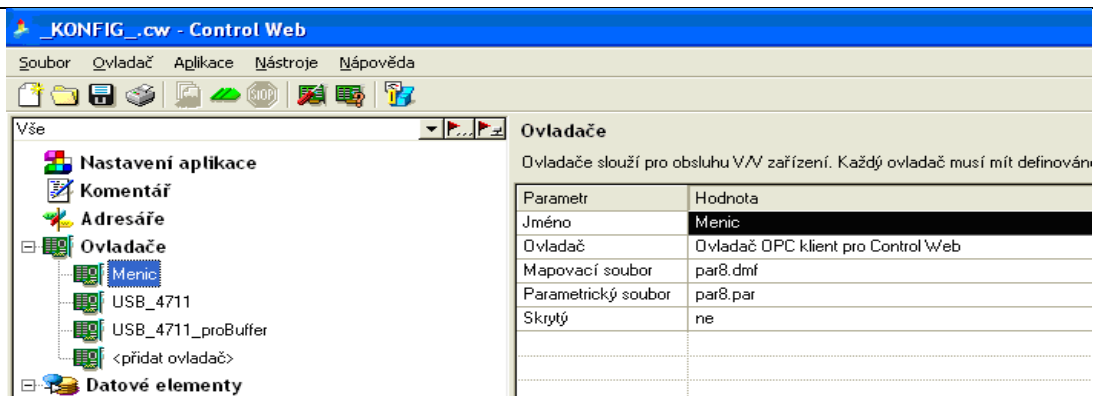 _KONFIG_.cw - Control Web
Soubor Ovladač Aplikace Nástroje Nápověda
STOP
Vše
Nastavení aplikace
Komentář
Adresáře
Ovladače
Menic
USB_4711
USB_4711_proBuffer
<přidat ovladač>
Datové elementy
Ovladače
Ovladače slouží pro obsluhu V/V zařízení. Každý ovladač musí mít definováno
Parametr Hodnota
Jméno Menic
Ovladač Ovladač OPC klient pro Control Web
Mapovací soubor par8.dmf
Parametrický soubor par8.par
Skrytý ne